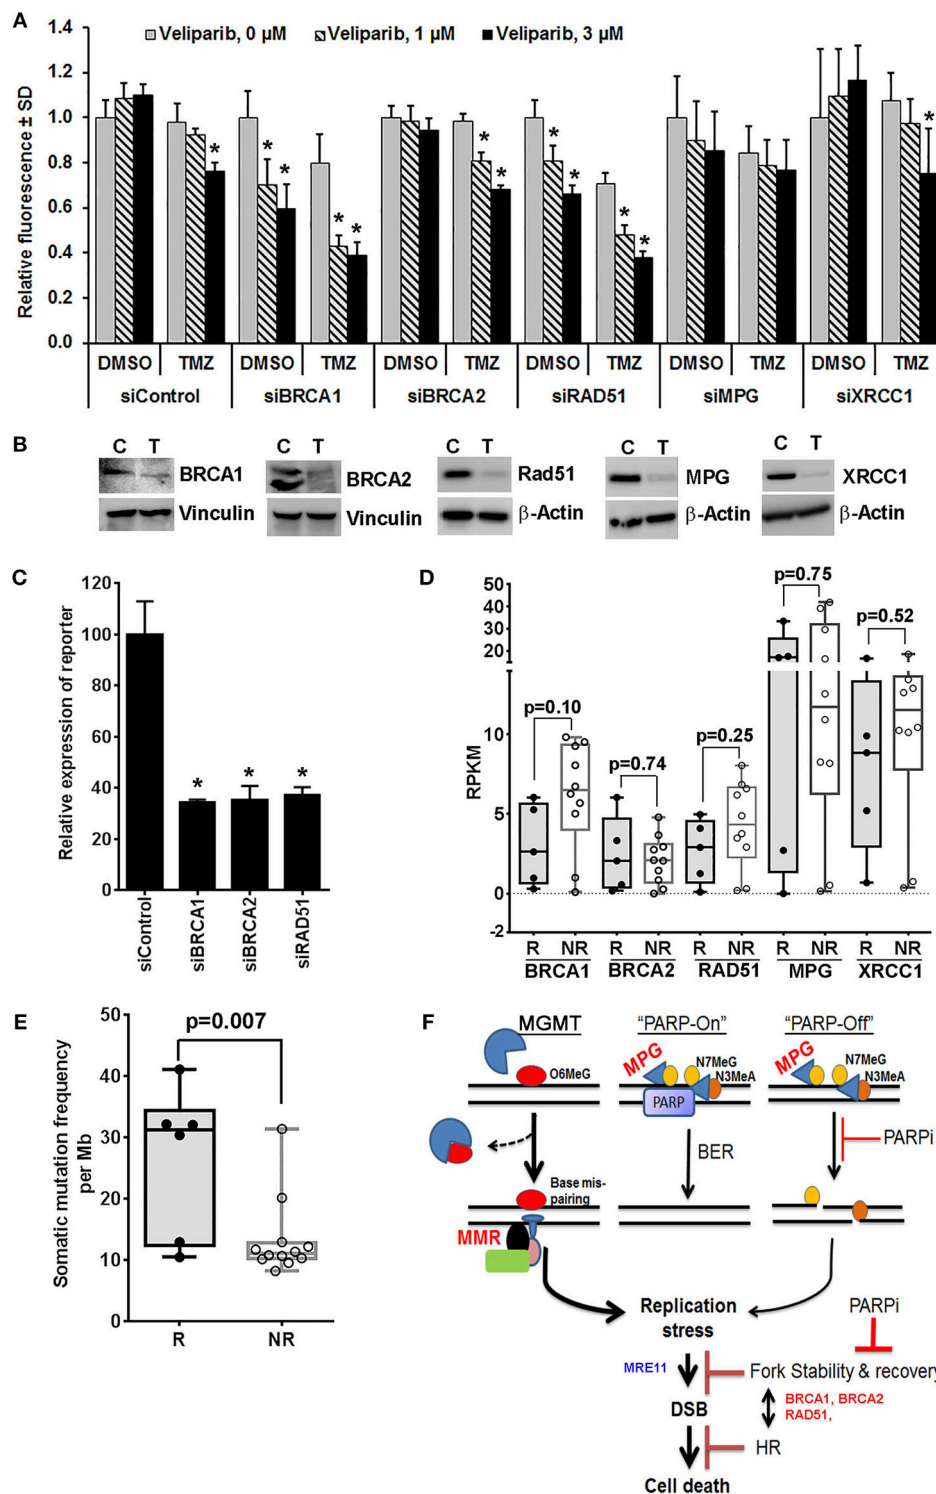 A
Veliparib, 0 µM Veliparib, 1 µM Veliparib, 3 µM
Relative fluorescence ± SD
1.4
1.2
1.0
0.8
0.6
0.4
0.2
0.0
* * * * * * * * * * * * *
DMSO TMZ DMSO TMZ DMSO TMZ DMSO TMZ DMSO TMZ DMSO TMZ
siControl siBRCA1 siBRCA2 siRAD51 siMPG siXRCC1
B
C T C T C T C T C T
BRCA1 BRCA2 Rad51 MPG XRCC1
Vinculin Vinculin β-Actin β-Actin β-Actin
C
Relative expression of reporter
120
100
80
60
40
20
0
* * *
siControl siBRCA1 siBRCA2 siRAD51
D
RPKM
50
40
30
20
10
5
0
-2
p=0.10 p=0.74 p=0.25 p=0.75 p=0.52
R NR R NR R NR R NR R NR
BRCA1 BRCA2 RAD51 MPG XRCC1
E
Somatic mutation frequency
per Mb
50
40
30
20
10
0
p=0.007
R NR
F
MGMT "PARP-On" "PARP-Off"
O6MeG
MPG N7MeG N3MeA
PARP
MPG N7MeG N3MeA
BER
PARPi
Base mis-
pairing
MMR
Replication
stress
PARPi
MRE11
Fork Stability & recovery
DSB
BRCA1, BRCA2
RAD51,
HR
Cell death